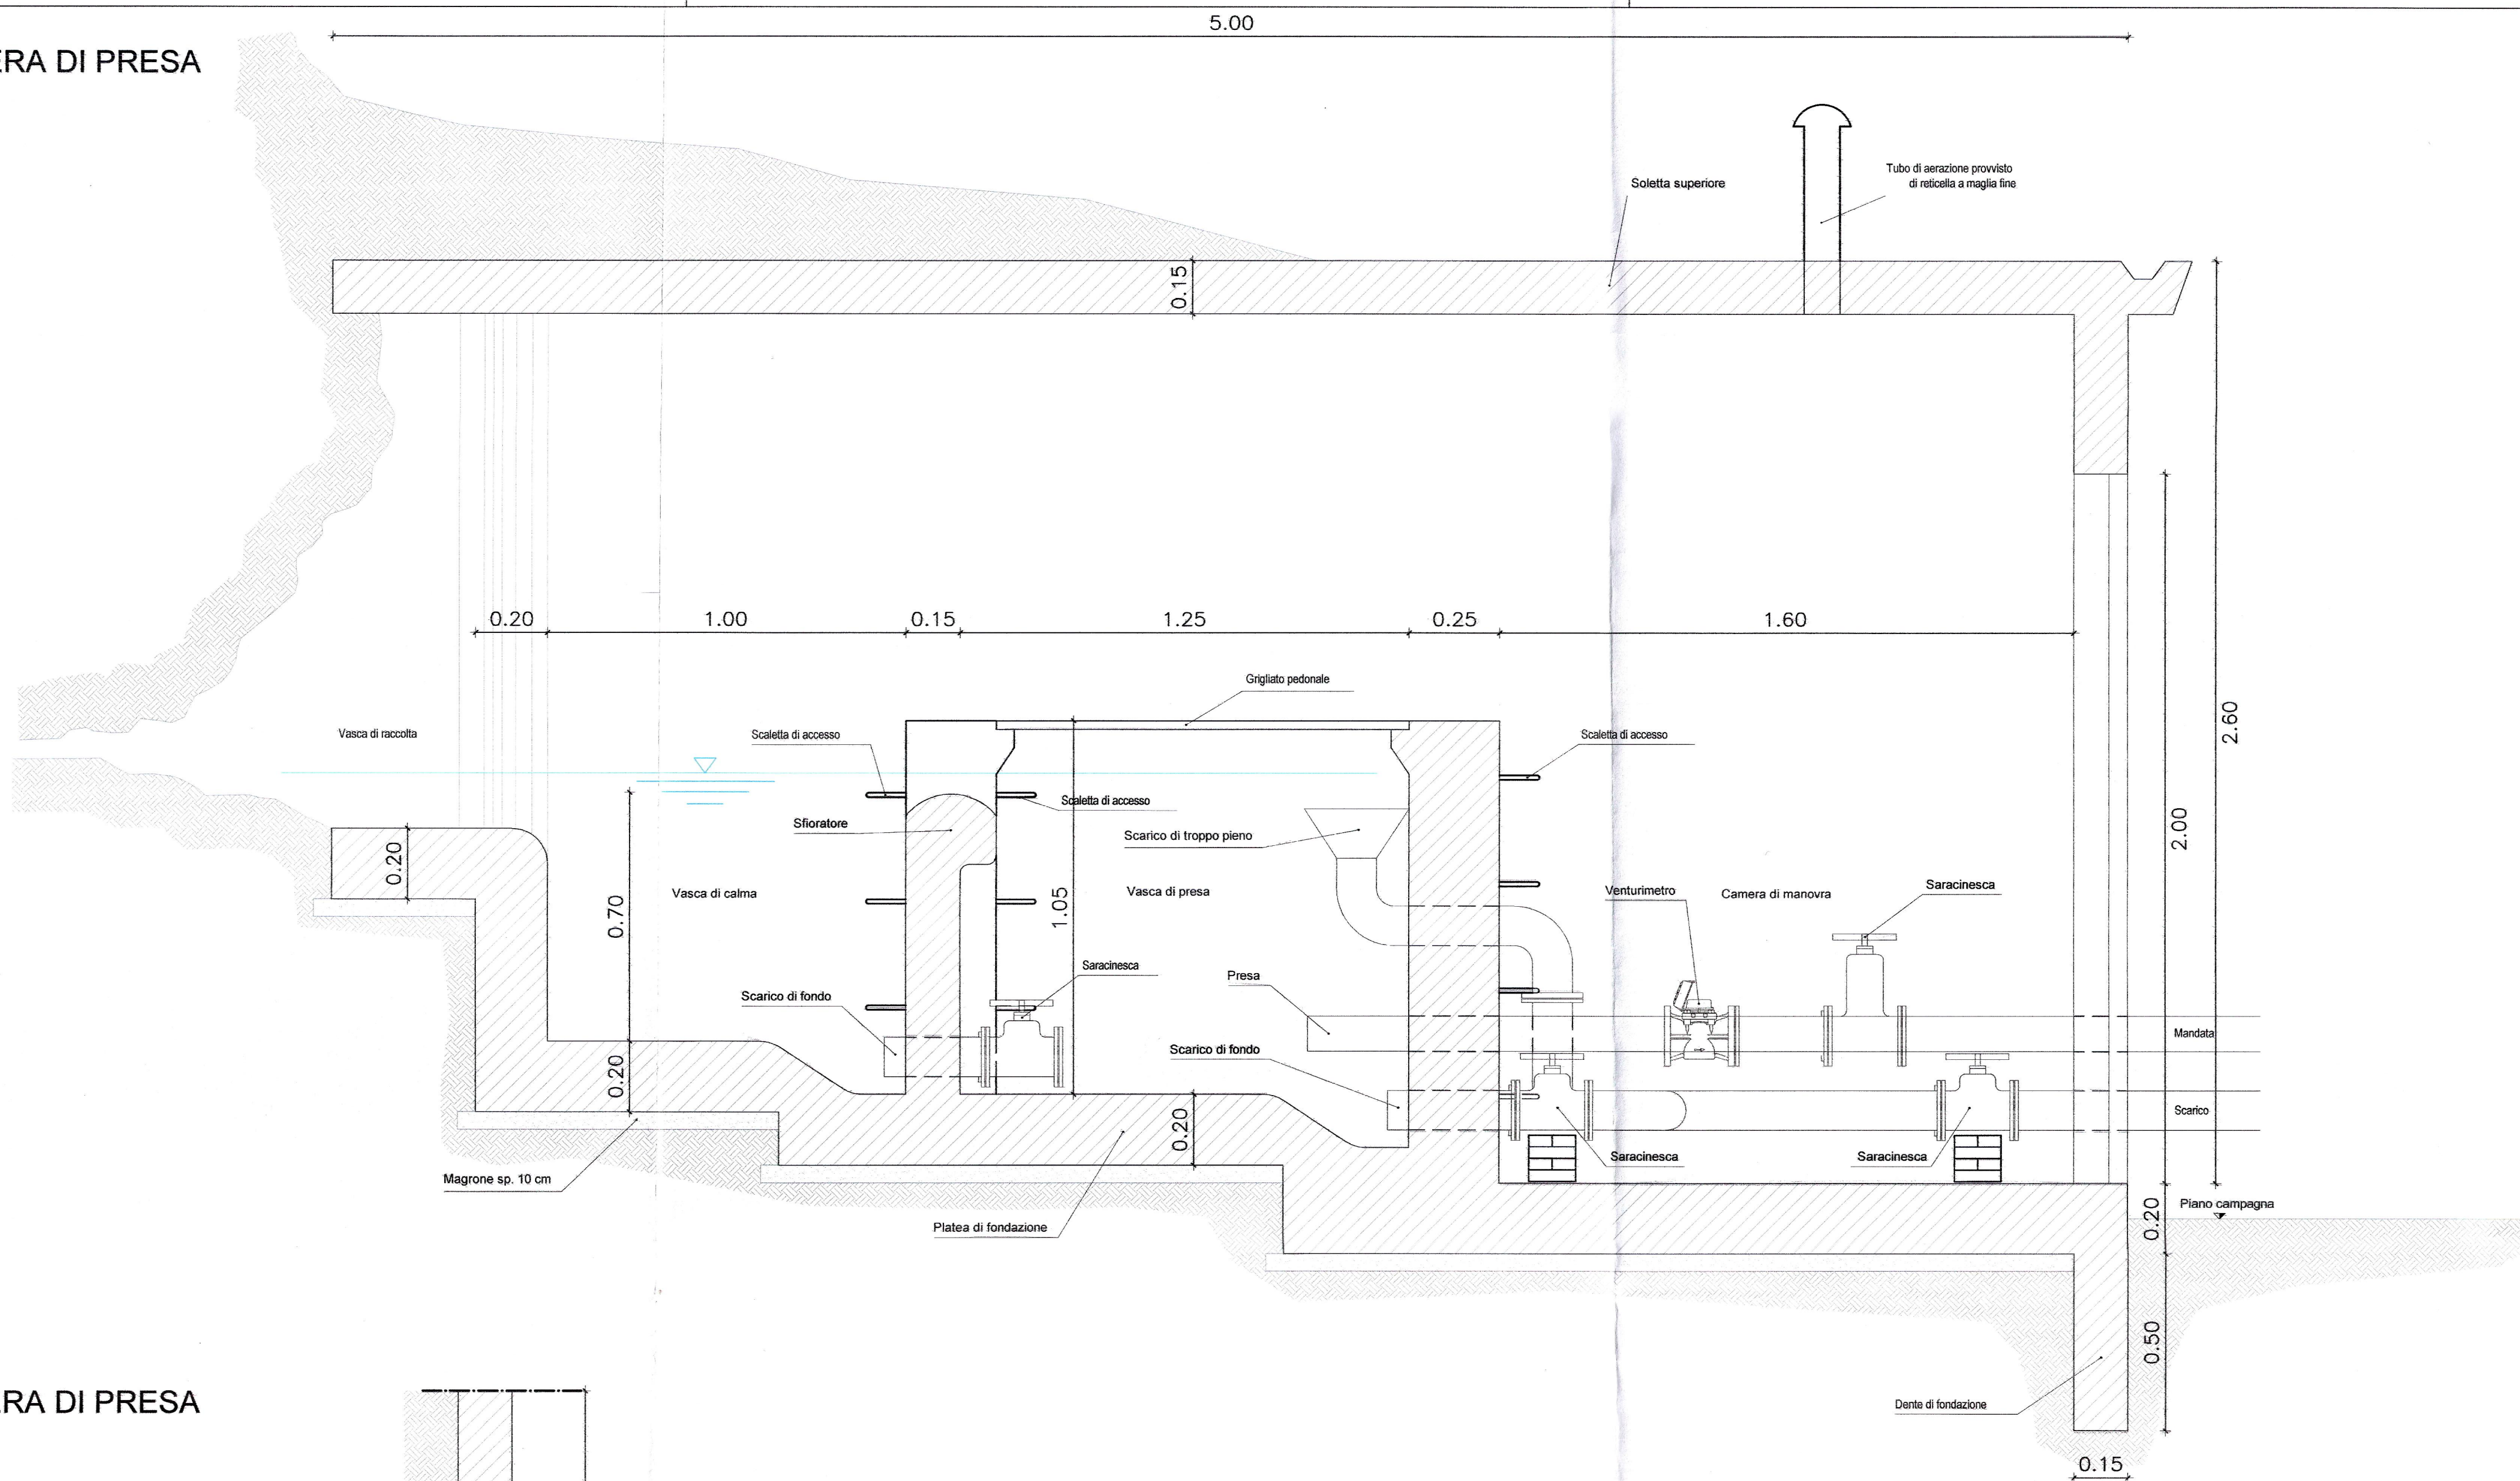 5.00
ERA DI PRESA
Tubo di aerazione provvisto
di reticella a maglia fine
Soletta superiore
0.15
0.20
1.00
0.15
1.25
0.25
1.60
Grigliato pedonale
2.60
Vasca di raccolta
Scaletta di accesso
Scaletta di accesso
Scaletta di accesso
Sfioratore
Scarico di troppo pieno
2.00
0.20
Vasca di calma
1.05
Vasca di presa
Venturimetro
Camera di manovra
Saracinesca
0.70
Saracinesca
Presa
Scarico di fondo
Mandata
Scarico di fondo
0.20
0.20
Scarico
Saracinesca
Saracinesca
Magrone sp. 10 cm
Piano campagna
0.20
Platea di fondazione
0.50
ERA DI PRESA
Dente di fondazione
0.15